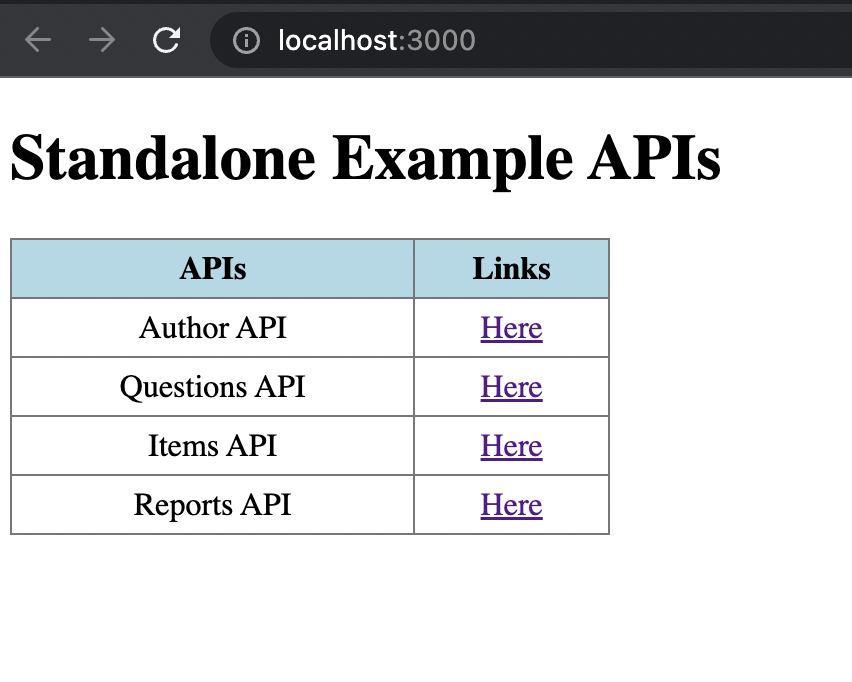 localhost:3000
Standalone Example APIs
APIs Links
Author API Here
Questions API Here
Items API Here
Reports API Here